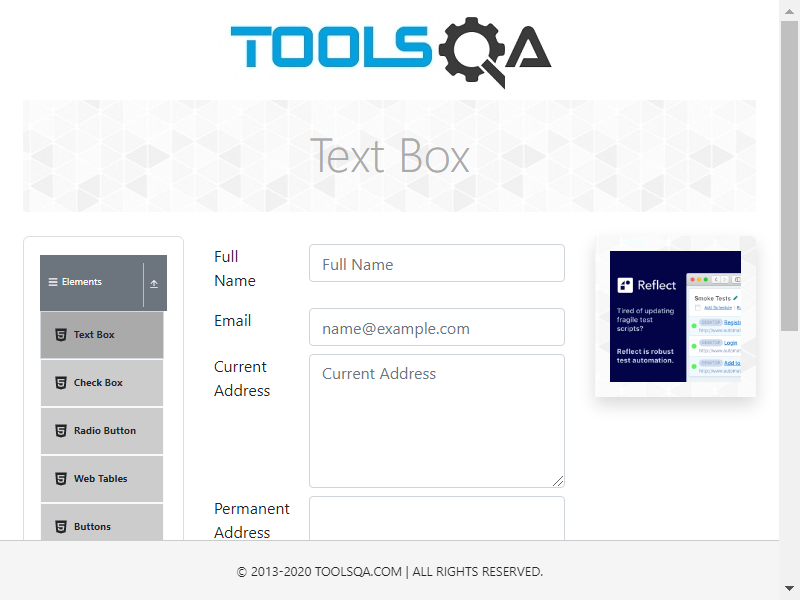 TOOLSQA
Text Box
Elements
Text Box
Check Box
Radio Button
Web Tables
Buttons
Full
Name
Full Name
Email
name@example.com
Current
Address
Current Address
Permanent
Address
Reflect
Tired of updating
fragile test
scripts?
Reflect is robust
test automation.
Smoke Tests
Add Schedule
Login
© 2013-2020 TOOLSQA.COM | ALL RIGHTS RESERVED.